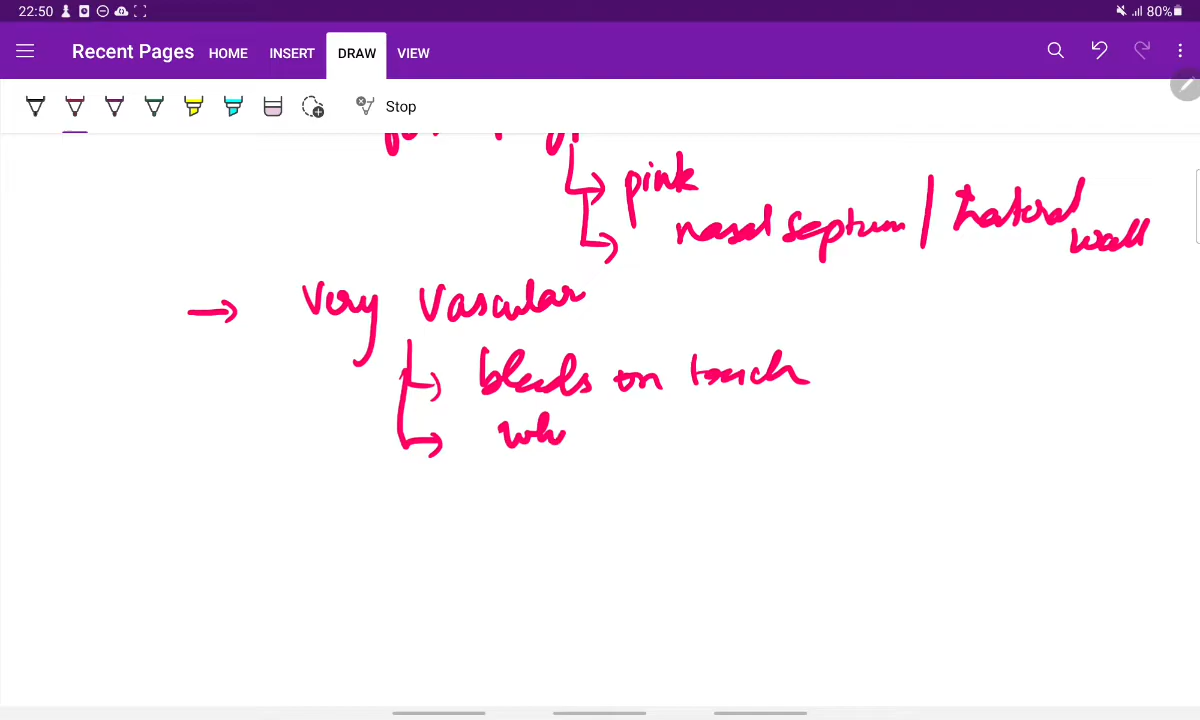 22:50 80%
Recent Pages HOME INSERT DRAW VIEW
Stop
pink
nasal septum / lateral
wall
→ Very Vascular
bleeds on touch
wh